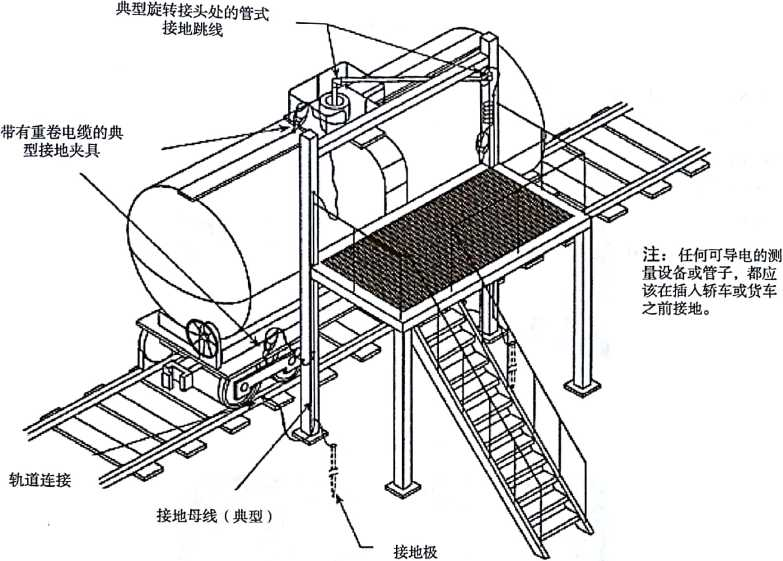 典型旋转接头处的管式
接地跳线
带有重卷电缆的典
型接地夹具
注：任何可导电的测
量设备或管子，都应
该在插人轿车或货车
之前接地。
轨道连接
接地母线（典型）
接地极